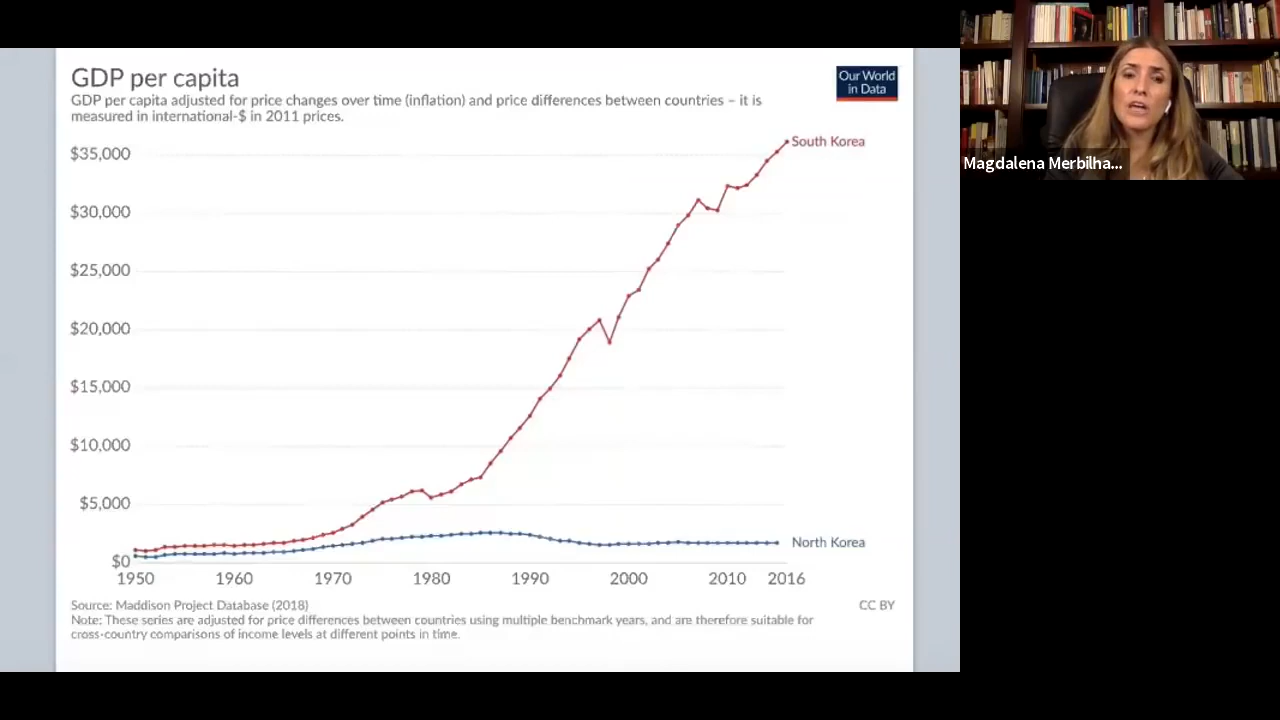 GDP per capita
GDP per capita adjusted for price changes over time (inflation) and price differences between countries – it is
measured in international-$ in 2011 prices.
Our World
in Data
$35,000
$30,000
$25,000
$20,000
$15,000
$10,000
$5,000
$0
South Korea
North Korea
1950 1960 1970 1980 1990 2000 2010 2016
Source: Maddison Project Database (2018)
CC BY
Note: These series are adjusted for price differences between countries using multiple benchmark years, and are therefore suitable for
cross-country comparisons of income levels at different points in time.
Magdalena Merbilha...